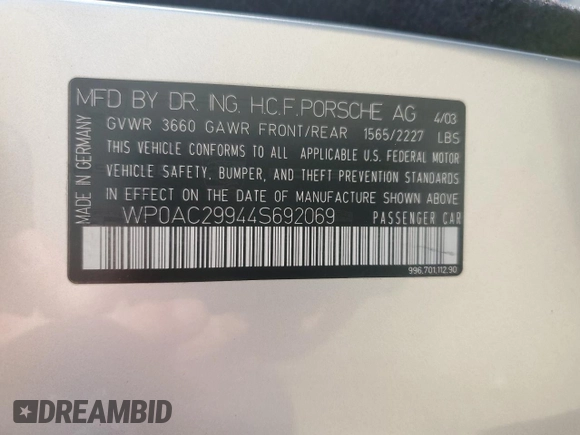 MFD BY DR. ING. H.C.F.PORSCHE AG 4/03
GVWR 3660 GAWR FRONT/REAR 1565/2227 LBS
THIS VEHICLE CONFORMS TO ALL APPLICABLE U.S. FEDERAL MOTOR
VEHICLE SAFETY, BUMPER, AND THEFT PREVENTION STANDARDS
IN EFFECT ON THE DATE OF MANUFACTURE SHOWN ABOVE
WP0AC29944S692069 PASSENGER CAR
MADE IN GERMANY
996.701.112.90
DREAMBID